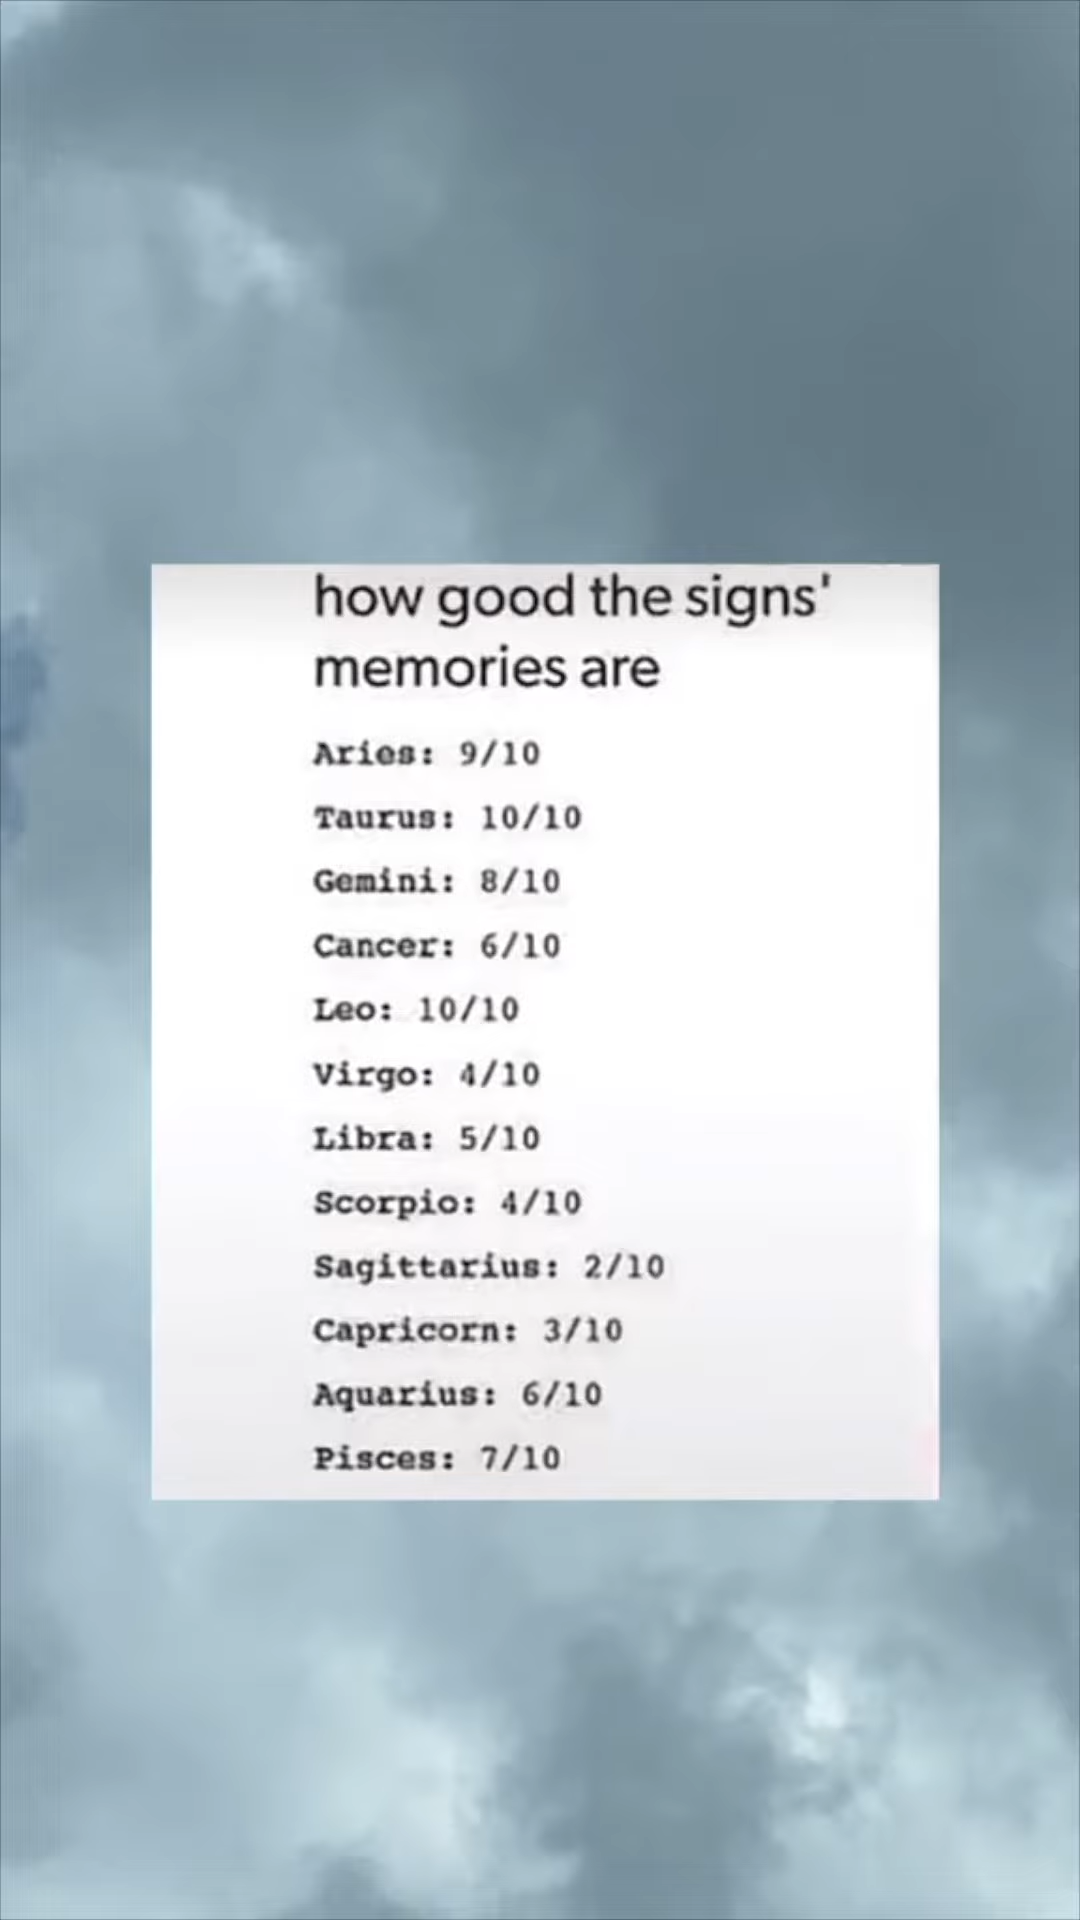 how good the signs'
memories are
Aries: 9/10
Taurus: 10/10
Gemini: 8/10
Cancer: 6/10
Leo: 10/10
Virgo: 4/10
Libra: 5/10
Scorpio: 4/10
Sagittarius: 2/10
Capricorn: 3/10
Aquarius: 6/10
Pisces: 7/10